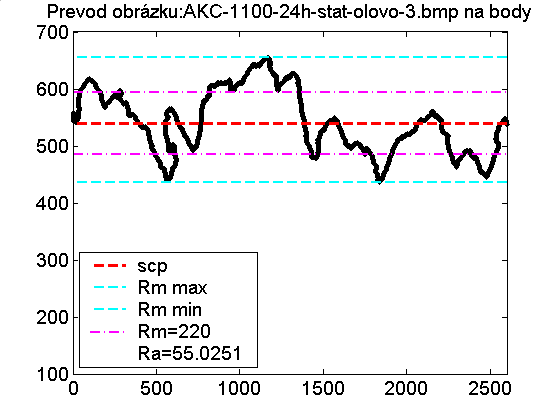 Prevod obrázku:AKC-1100-24h-stat-olovo-3.bmp na body
700
600
500
400
300
200
100
scp
Rm max
Rm min
Rm=220
Ra=55.0251
0
500
1000
1500
2000
2500